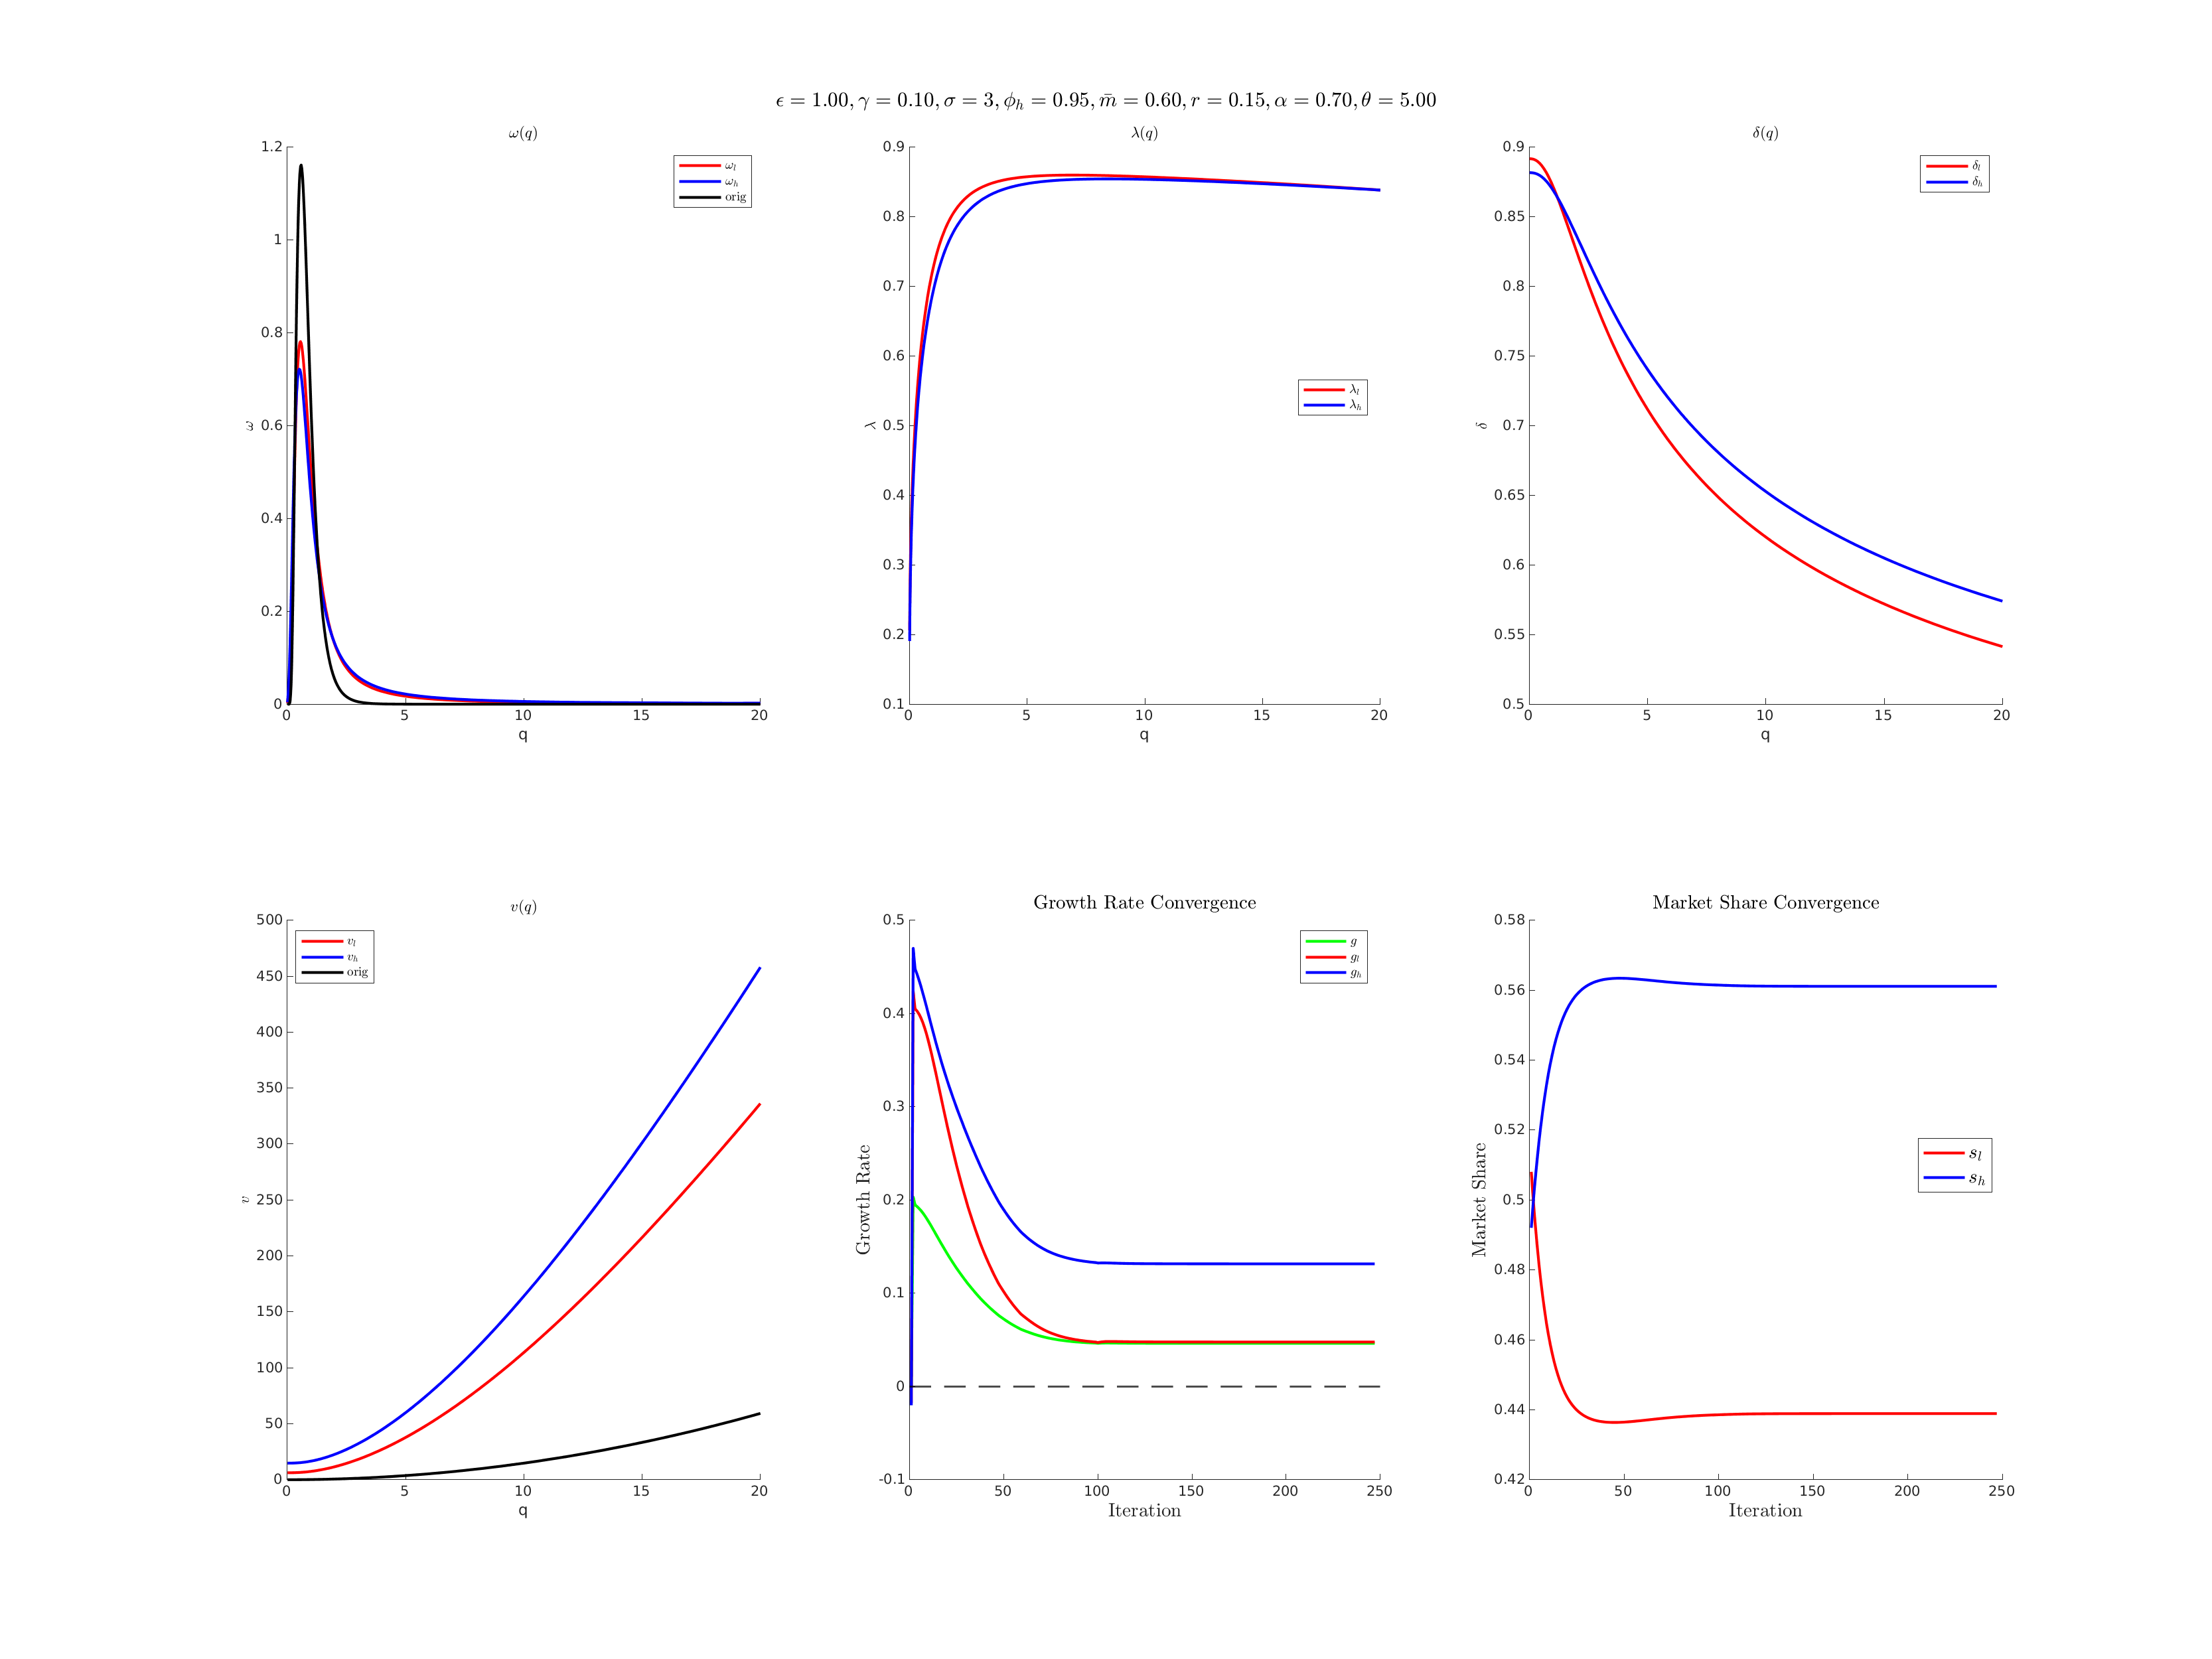 ϵ = 1.00, γ = 0.10, σ = 3, ϕ_h = 0.95, m̄ = 0.60, r = 0.15, α = 0.70, θ = 5.00
ω(q)
1.2
1
0.8
0.6
0.4
0.2
0
ω
0 5 10 15 20
q
ω_l
ω_h
orig
λ(q)
0.9
0.8
0.7
0.6
0.5
0.4
0.3
0.2
0.1
λ
0 5 10 15 20
q
λ_l
λ_h
δ(q)
0.9
0.85
0.8
0.75
0.7
0.65
0.6
0.55
0.5
δ
0 5 10 15 20
q
δ_l
δ_h
v(q)
500
450
400
350
300
250
200
150
100
50
0
v
0 5 10 15 20
q
v_l
v_h
orig
Growth Rate Convergence
0.5
0.4
0.3
0.2
0.1
0
-0.1
Growth Rate
0 50 100 150 200 250
Iteration
g
g_l
g_h
Market Share Convergence
0.58
0.56
0.54
0.52
0.5
0.48
0.46
0.44
0.42
Market Share
0 50 100 150 200 250
Iteration
s_l
s_h